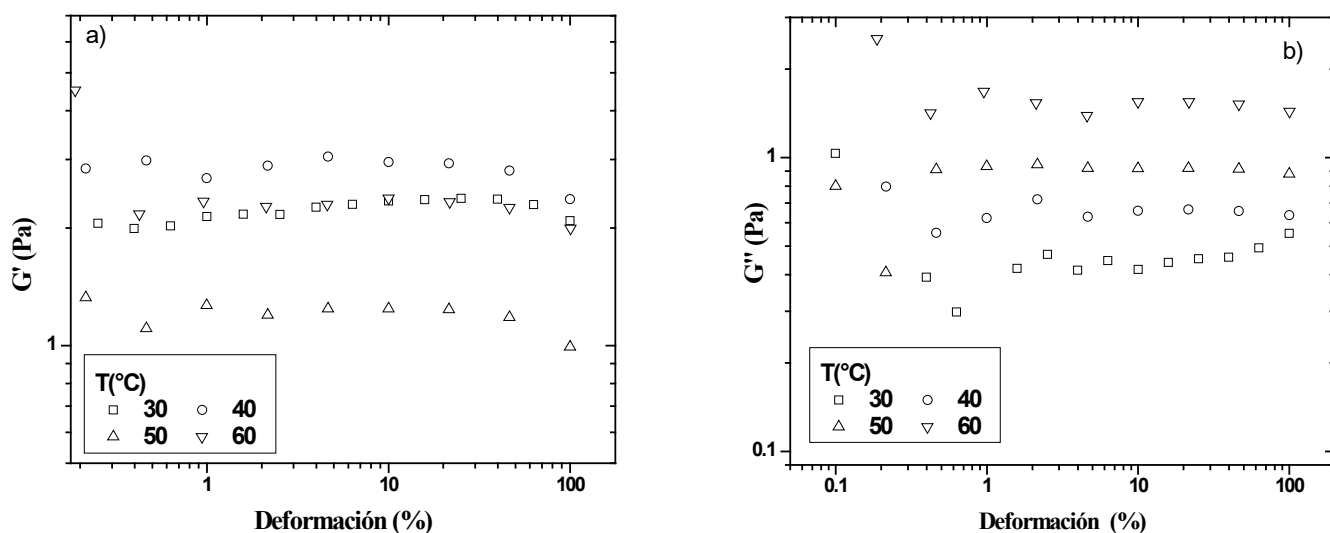 a)
G' (Pa)
1
T(°C)
30 40
50 60
1 10 100
Deformación (%)
b)
G'' (Pa)
1
0.1
T(°C)
30 40
50 60
0.1 1 10 100
Deformación (%)